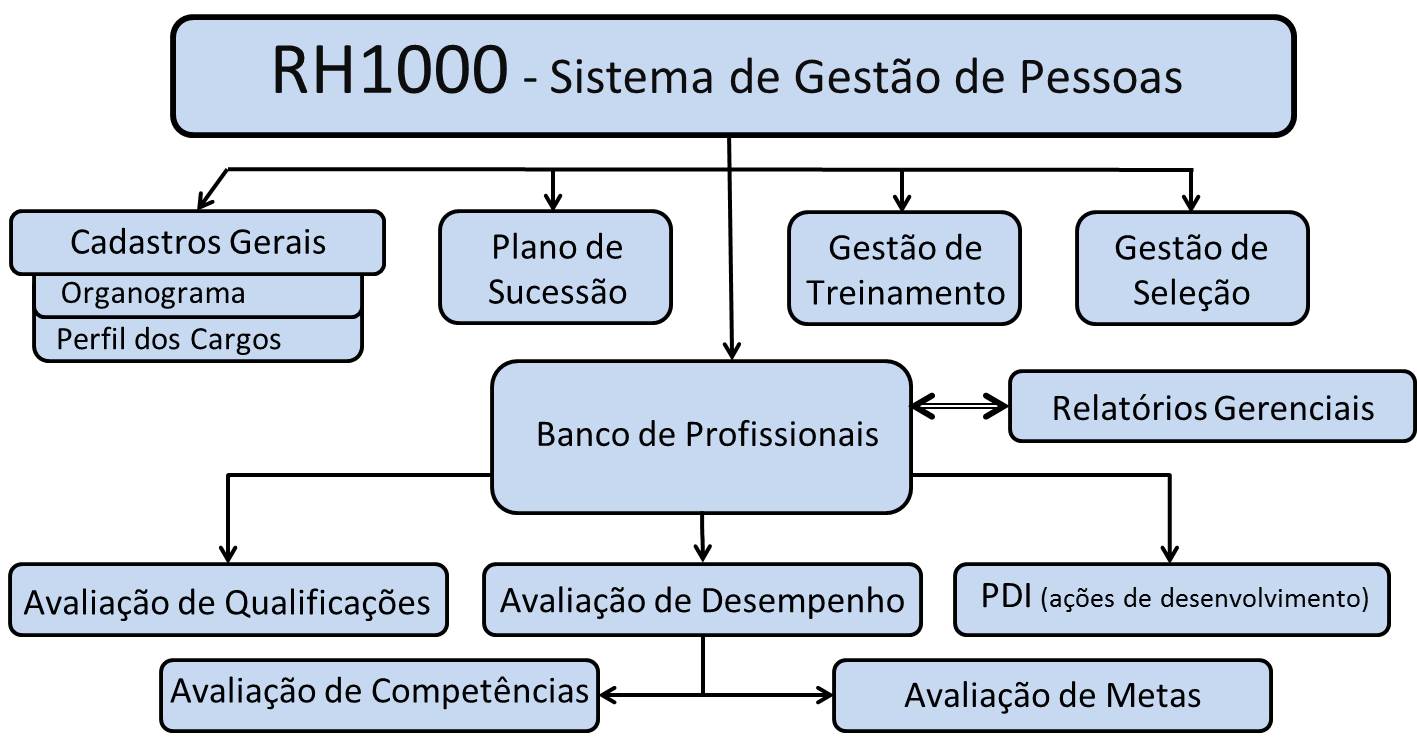 RH1000 - Sistema de Gestão de Pessoas
Cadastros Gerais
Organograma
Perfil dos Cargos
Plano de
Sucessão
Gestão de
Treinamento
Gestão de
Seleção
Banco de Profissionais
Relatórios Gerenciais
Avaliação de Qualificações
Avaliação de Desempenho
PDI (ações de desenvolvimento)
Avaliação de Competências
Avaliação de Metas